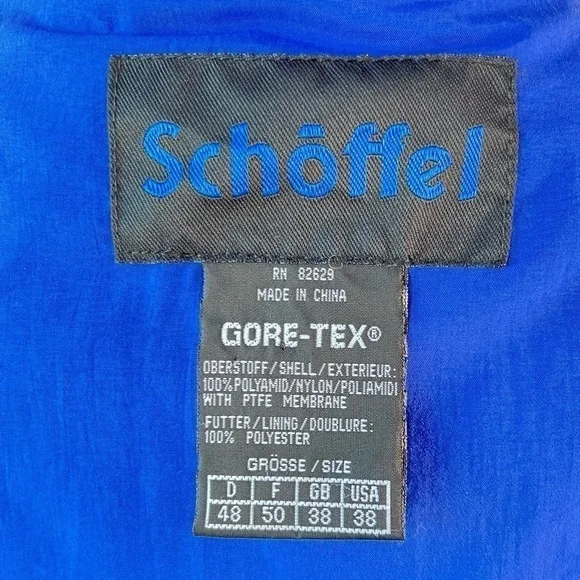 Schöffel
RN 82629
MADE IN CHINA
GORE-TEX®
OBERSTOFF/SHELL/EXTERIEUR:
100%POLYAMID/NYLON/POLIAMIDI
WITH PTFE MEMBRANE
FUTTER/LINING/DOUBLURE:
100% POLYESTER
GRÖSSE/SIZE
D F GB USA
48 50 38 38